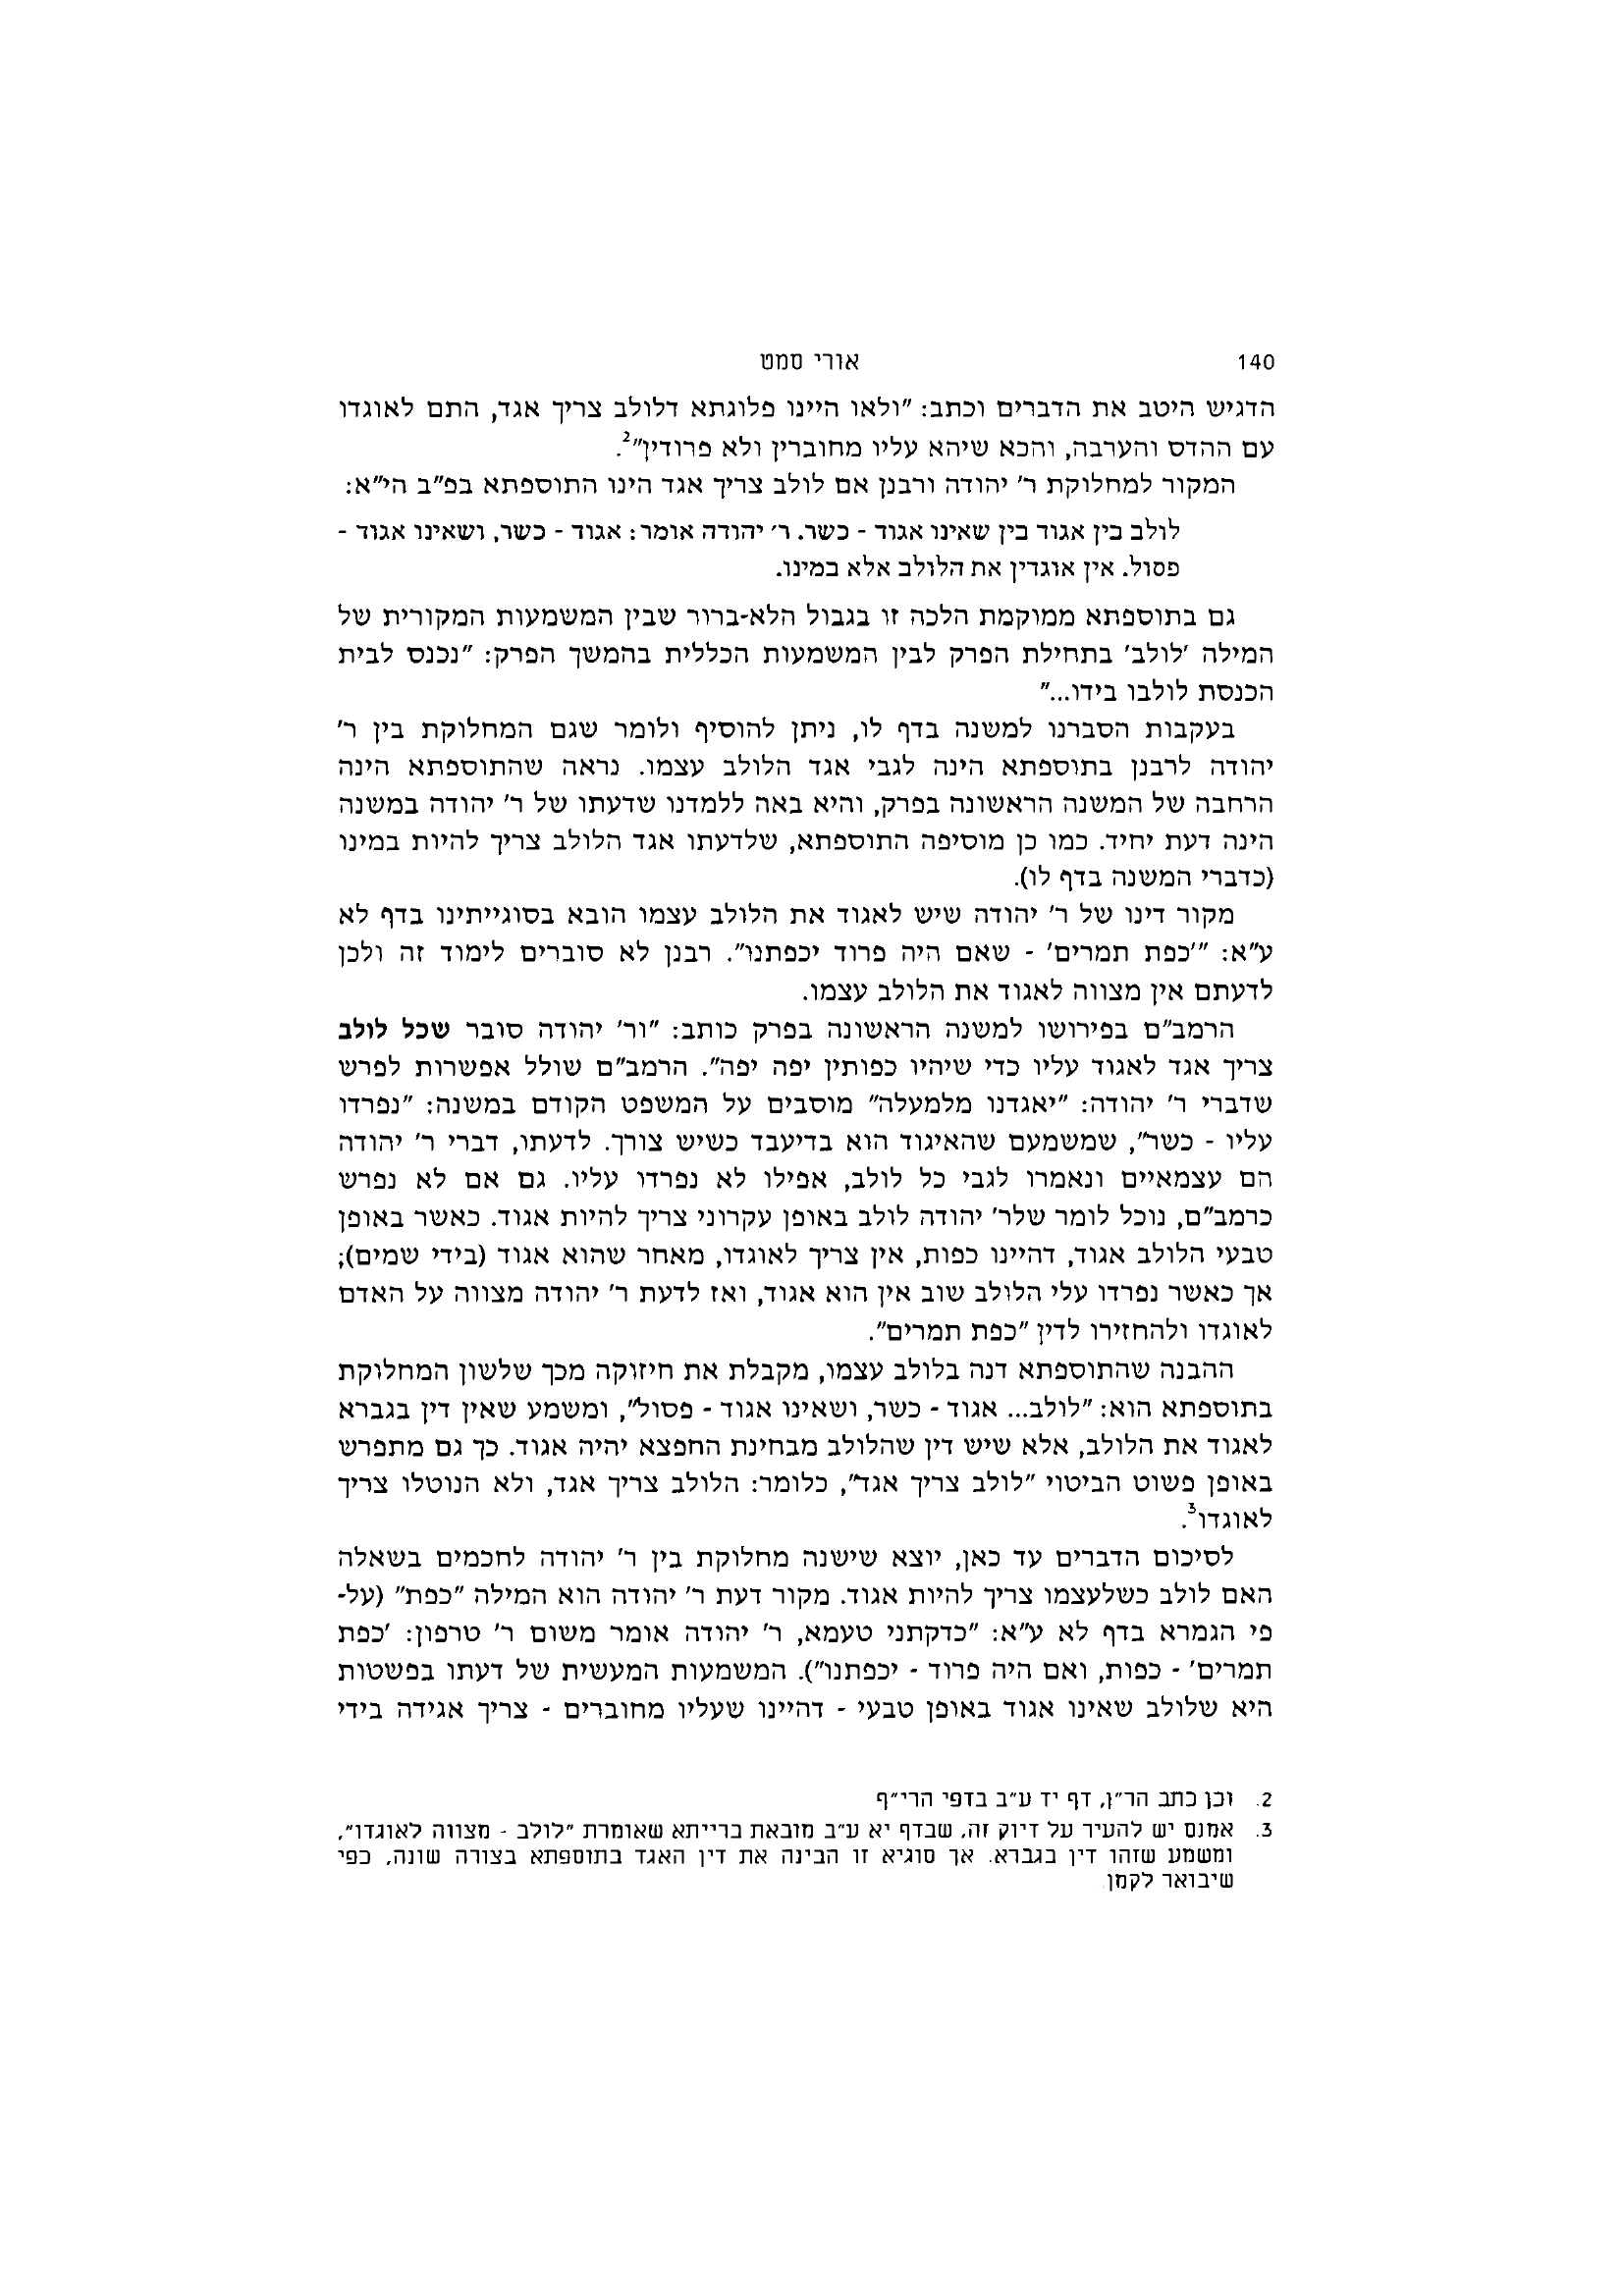 140 אורי סמט
הדגיש היטב את הדברים וכתב: "ולאו היינו פלוגתא דלולב צריך אגד, התם לאוגדו
עם ההדס והערבה, והכא שיהא עליו מחוברין ולא פרודין"².
המקור למחלוקת ר' יהודה ורבנן אם לולב צריך אגד הינו התוספתא בפ"ב הי"א:
לולב בין אגוד בין שאינו אגוד - כשר. ר' יהודה אומר: אגוד - כשר, ושאינו אגוד -
פסול. אין אוגדין את הלולב אלא במינו.
גם בתוספתא ממוקמת הלכה זו בגבול הלא-ברור שבין המשמעות המקורית של
המילה 'לולב' בתחילת הפרק לבין המשמעות הכללית בהמשך הפרק: "נכנס לבית
הכנסת לולבו בידו..."
בעקבות הסברנו למשנה בדף לו, ניתן להוסיף ולומר שגם המחלוקת בין ר'
יהודה לרבנן בתוספתא הינה לגבי אגד הלולב עצמו. נראה שהתוספתא הינה
הרחבה של המשנה הראשונה בפרק, והיא באה ללמדנו שדעתו של ר' יהודה במשנה
הינה דעת יחיד. כמו כן מוסיפה התוספתא, שלדעתו אגד הלולב צריך להיות במינו
(כדברי המשנה בדף לו).
מקור דינו של ר' יהודה שיש לאגוד את הלולב עצמו הובא בסוגייתינו בדף לא
ע"א: "'כפת תמרים' - שאם היה פרוד יכפתנו". רבנן לא סוברים לימוד זה ולכן
לדעתם אין מצווה לאגוד את הלולב עצמו.
הרמב"ם בפירושו למשנה הראשונה בפרק כותב: "ור' יהודה סובר שכל לולב
צריך אגד לאגוד עליו כדי שיהיו כפותין יפה יפה". הרמב"ם שולל אפשרות לפרש
שדברי ר' יהודה: "יאגדנו מלמעלה" מוסבים על המשפט הקודם במשנה: "נפרדו
עליו - כשר", שמשמעם שהאיגוד הוא בדיעבד כשיש צורך. לדעתו, דברי ר' יהודה
הם עצמאיים ונאמרו לגבי כל לולב, אפילו לא נפרדו עליו. גם אם לא נפרש
כרמב"ם, נוכל לומר שלר' יהודה לולב באופן עקרוני צריך להיות אגוד. כאשר באופן
טבעי הלולב אגוד, דהיינו כפות, אין צריך לאוגדו, מאחר שהוא אגוד (בידי שמים);
אך כאשר נפרדו עלי הלולב שוב אין הוא אגוד, ואז לדעת ר' יהודה מצווה על האדם
לאוגדו ולהחזירו לדין "כפת תמרים".
ההבנה שהתוספתא דנה בלולב עצמו, מקבלת את חיזוקה מכך שלשון המחלוקת
בתוספתא הוא: "לולב... אגוד - כשר, ושאינו אגוד - פסול", ומשמע שאין דין בגברא
לאגוד את הלולב, אלא שיש דין שהלולב מבחינת החפצא יהיה אגוד. כך גם מתפרש
באופן פשוט הביטוי "לולב צריך אגד", כלומר: הלולב צריך אגד, ולא הנוטלו צריך
לאוגדו³.
לסיכום הדברים עד כאן, יוצא שישנה מחלוקת בין ר' יהודה לחכמים בשאלה
האם לולב כשלעצמו צריך להיות אגוד. מקור דעת ר' יהודה הוא המילה "כפת" (על-
פי הגמרא בדף לא ע"א: "כדקתני טעמא, ר' יהודה אומר משום ר' טרפון: 'כפת
תמרים' - כפות, ואם היה פרוד - יכפתנו"). המשמעות המעשית של דעתו בפשטות
היא שלולב שאינו אגוד באופן טבעי - דהיינו שעליו מחוברים - צריך אגידה בידי
2. וכן כתב הר"ן, דף יד ע"ב בדפי הרי"ף
3. אמנם יש להעיר על דיוק זה, שבדף יא ע"ב מובאת ברייתא שאומרת "לולב - מצווה לאוגדו",
ומשמע שזהו דין בגברא. אך סוגיא זו הבינה את דין האגד בתוספתא בצורה שונה, כפי
שיבואר לקמן